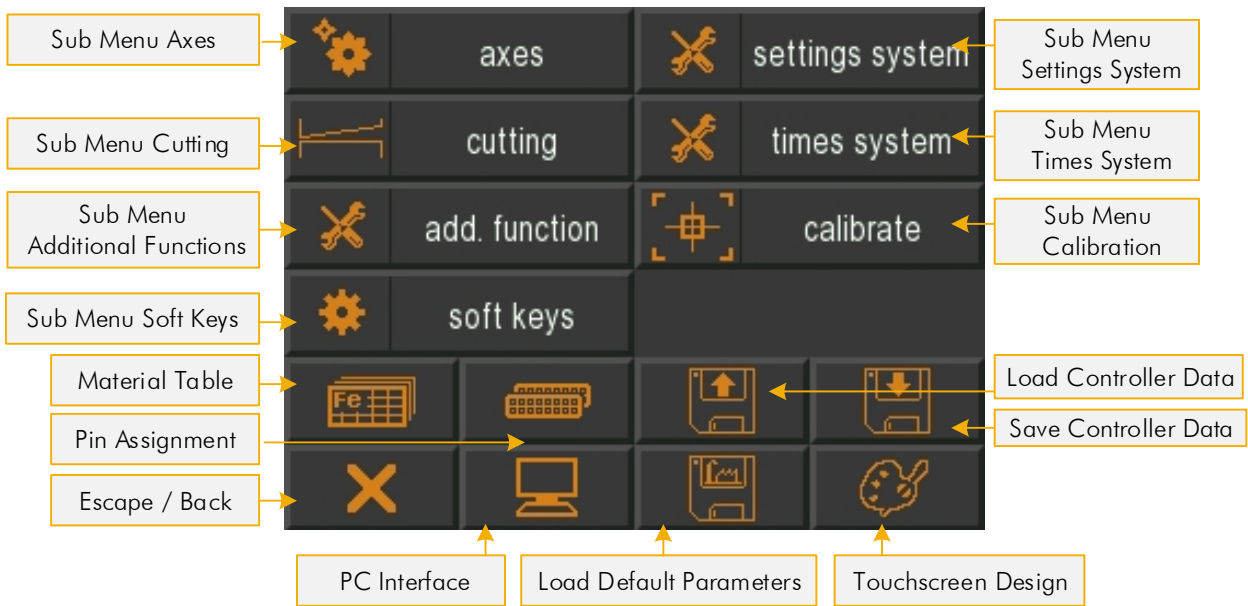 Sub Menu Axes
axes
settings system
Sub Menu
Settings System
Sub Menu Cutting
cutting
times system
Sub Menu
Times System
Sub Menu
Additional Functions
add. function
calibrate
Sub Menu
Calibration
Sub Menu Soft Keys
soft keys
Material Table
Fe
Load Controller Data
Pin Assignment
Save Controller Data
Escape / Back
PC Interface
Load Default Parameters
Touchscreen Design